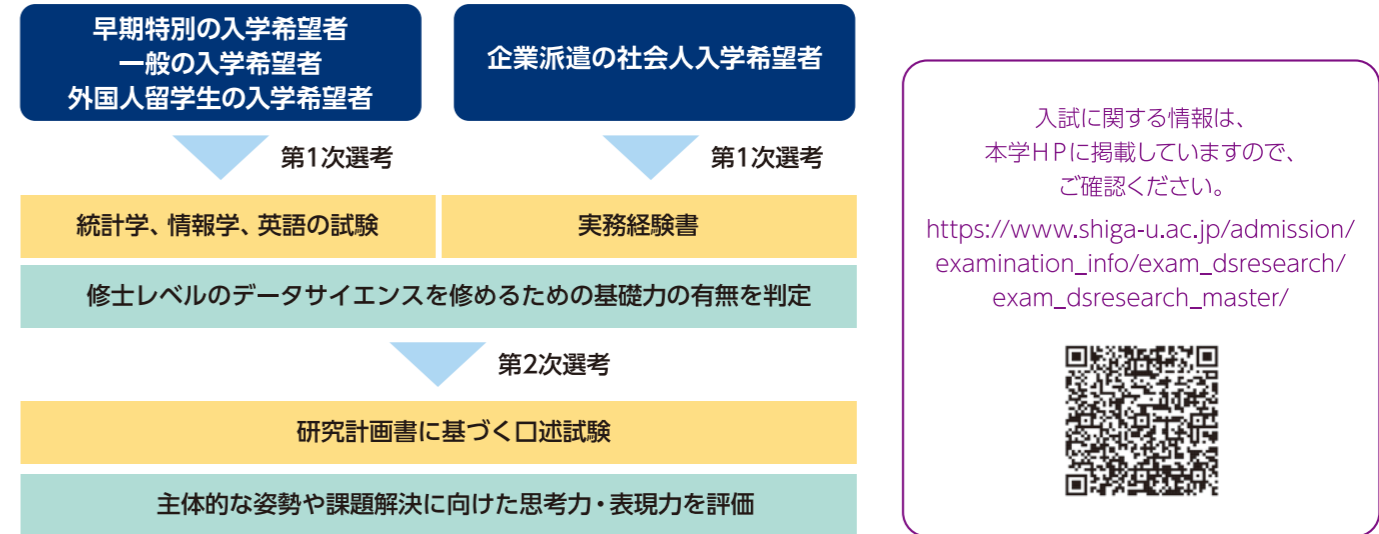 早期特別の入学希望者
一般の入学希望者
外国人留学生の入学希望者
企業派遣の社会人入学希望者
第1次選考
第1次選考
統計学、情報学、英語の試験
実務経験書
修士レベルのデータサイエンスを修めるための基礎力の有無を判定
第2次選考
研究計画書に基づく口述試験
主体的な姿勢や課題解決に向けた思考力・表現力を評価
入試に関する情報は、
本学HPに掲載していますので、
ご確認ください。
https://www.shiga-u.ac.jp/admission/
examination_info/exam_dsresearch/
exam_dsresearch_master/